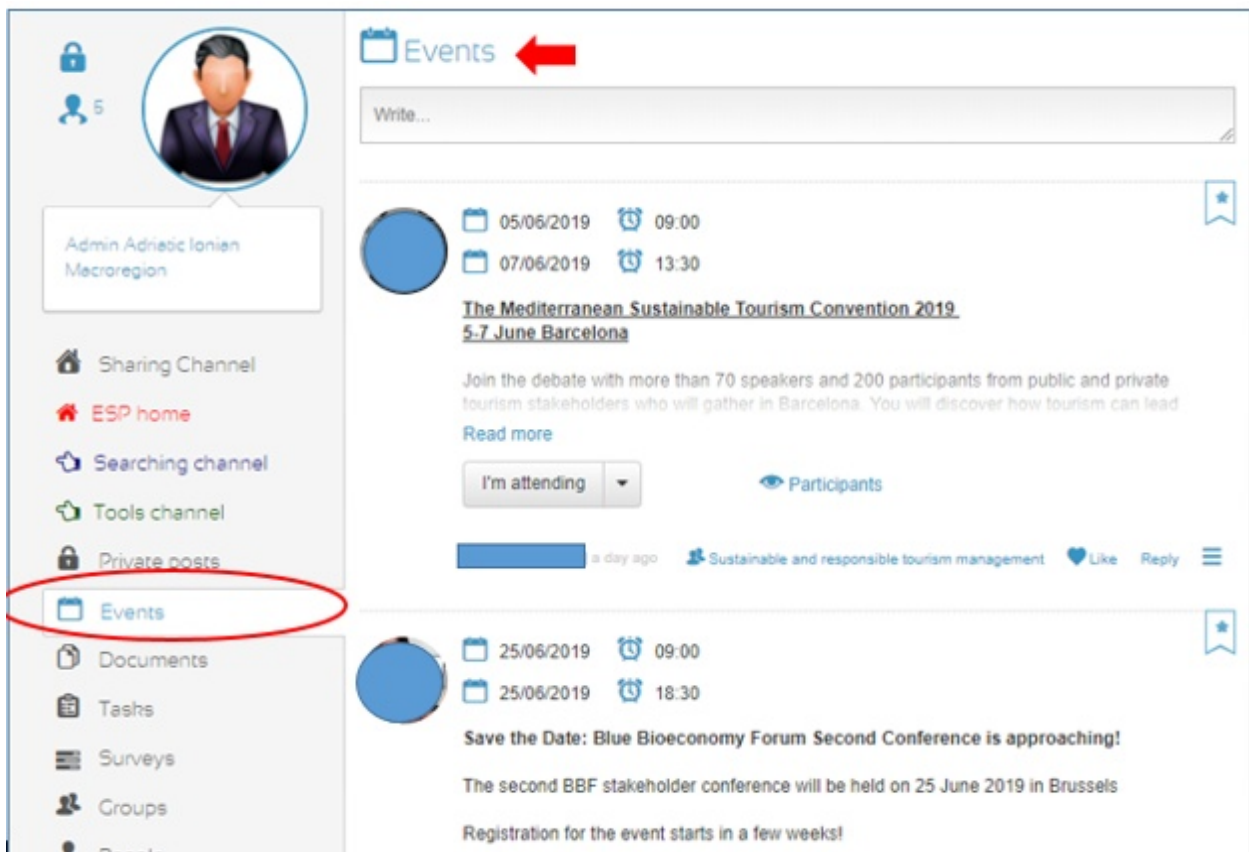 5
Admin Adriatic Ionian
Macroregion
Sharing Channel
ESP home
Searching channel
Tools channel
Private posts
Events
Documents
Tasks
Surveys
Groups
Events
Write...
05/06/2019 09:00
07/06/2019 13:30
The Mediterranean Sustainable Tourism Convention 2019
5-7 June Barcelona
Join the debate with more than 70 speakers and 200 participants from public and private
tourism stakeholders who will gather in Barcelona. You will discover how tourism can lead
Read more
I'm attending
Participants
a day ago Sustainable and responsible tourism management Like Reply
25/06/2019 09:00
25/06/2019 18:30
Save the Date: Blue Bioeconomy Forum Second Conference is approaching!
The second BBF stakeholder conference will be held on 25 June 2019 in Brussels
Registration for the event starts in a few weeks!